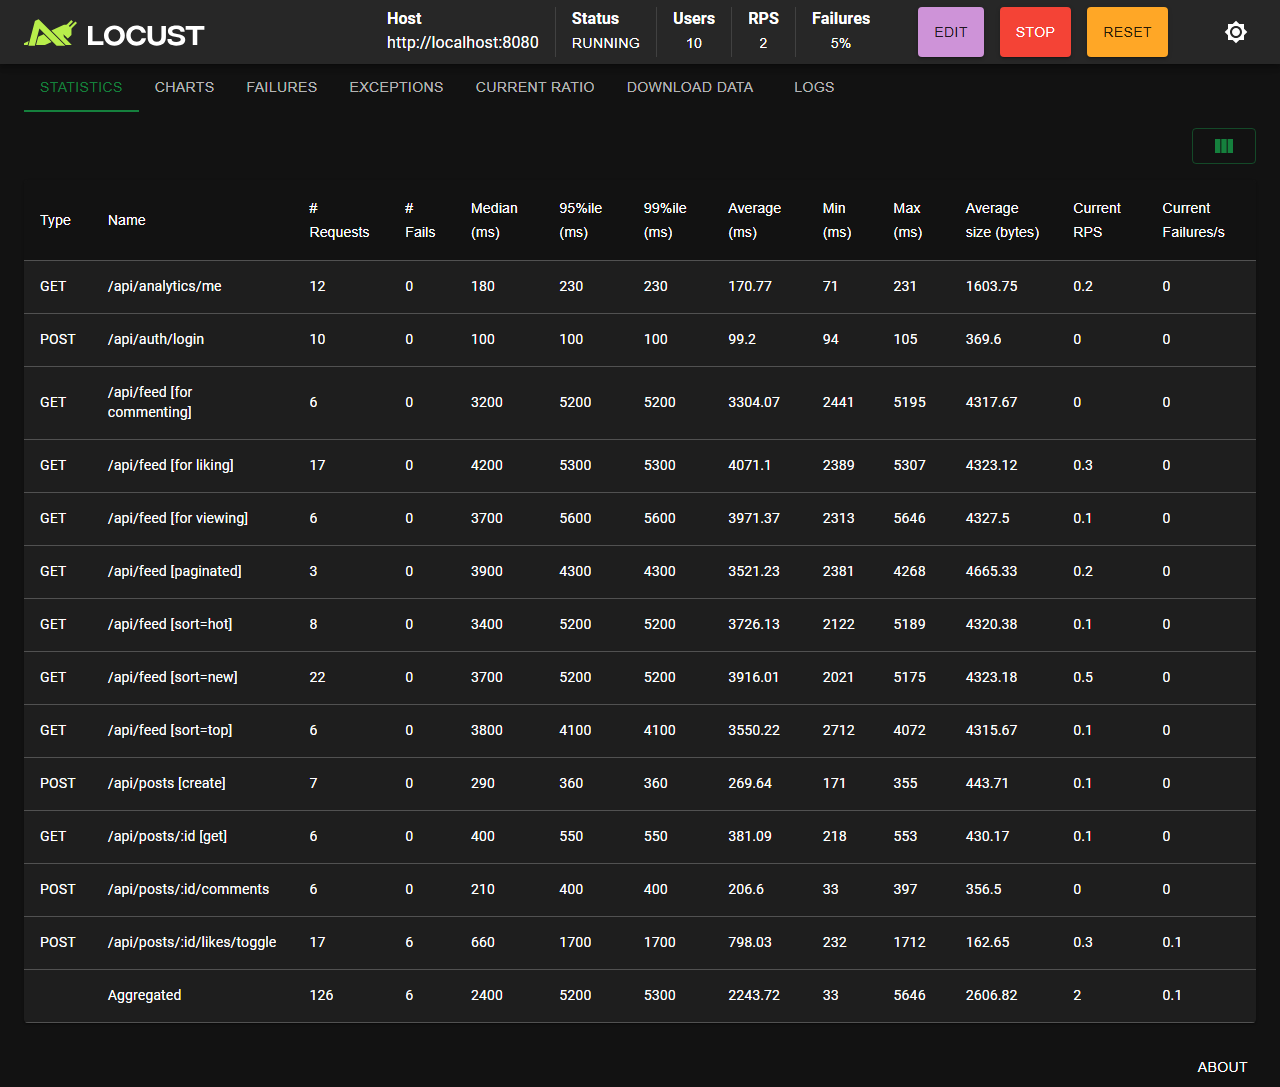 LOCUST
Host
http://localhost:8080
Status
RUNNING
Users
10
RPS
2
Failures
5%
EDIT
STOP
RESET
STATISTICS CHARTS FAILURES EXCEPTIONS CURRENT RATIO DOWNLOAD DATA LOGS
Type Name # Requests # Fails Median (ms) 95%ile (ms) 99%ile (ms) Average (ms) Min (ms) Max (ms) Average size (bytes) Current RPS Current Failures/s
GET /api/analytics/me 12 0 180 230 230 170.77 71 231 1603.75 0.2 0
POST /api/auth/login 10 0 100 100 100 99.2 94 105 369.6 0 0
GET /api/feed [for commenting] 6 0 3200 5200 5200 3304.07 2441 5195 4317.67 0 0
GET /api/feed [for liking] 17 0 4200 5300 5300 4071.1 2389 5307 4323.12 0.3 0
GET /api/feed [for viewing] 6 0 3700 5600 5600 3971.37 2313 5646 4327.5 0.1 0
GET /api/feed [paginated] 3 0 3900 4300 4300 3521.23 2381 4268 4665.33 0.2 0
GET /api/feed [sort=hot] 8 0 3400 5200 5200 3726.13 2122 5189 4320.38 0.1 0
GET /api/feed [sort=new] 22 0 3700 5200 5200 3916.01 2021 5175 4323.18 0.5 0
GET /api/feed [sort=top] 6 0 3800 4100 4100 3550.22 2712 4072 4315.67 0.1 0
POST /api/posts [create] 7 0 290 360 360 269.64 171 355 443.71 0.1 0
GET /api/posts/:id [get] 6 0 400 550 550 381.09 218 553 430.17 0.1 0
POST /api/posts/:id/comments 6 0 210 400 400 206.6 33 397 356.5 0 0
POST /api/posts/:id/likes/toggle 17 6 660 1700 1700 798.03 232 1712 162.65 0.3 0.1
Aggregated 126 6 2400 5200 5300 2243.72 33 5646 2606.82 2 0.1
ABOUT